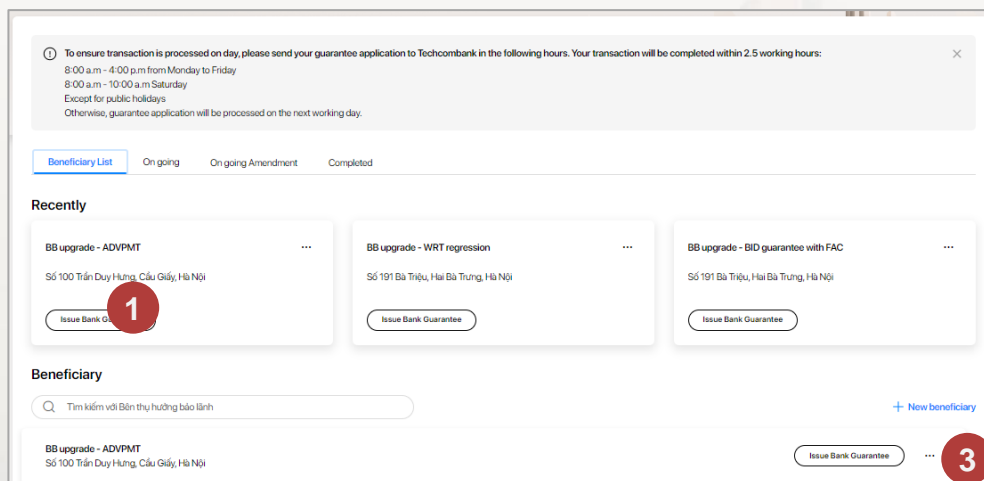 To ensure transaction is processed on day, please send your guarantee application to Techcombank in the following hours. Your transaction will be completed within 2.5 working hours:
8:00 a.m - 4:00 p.m from Monday to Friday
8:00 a.m - 10:00 a.m Saturday
Except for public holidays
Otherwise, guarantee application will be processed on the next working day.
Beneficiary List On going On going Amendment Completed
Recently
BB upgrade - ADVPMT ... BB upgrade - WRT regression ... BB upgrade - BID guarantee with FAC ...
Số 100 Trần Duy Hưng, Cầu Giấy, Hà Nội Số 191 Bà Triệu, Hai Bà Trưng, Hà Nội Số 191 Bà Triệu, Hai Bà Trưng, Hà Nội
Issue Bank 1 Issue Bank Guarantee Issue Bank Guarantee
Beneficiary
Tìm kiếm với Bên thụ hưởng bảo lãnh + New beneficiary
BB upgrade - ADVPMT Issue Bank Guarantee ... 3
Số 100 Trần Duy Hưng, Cầu Giấy, Hà Nội